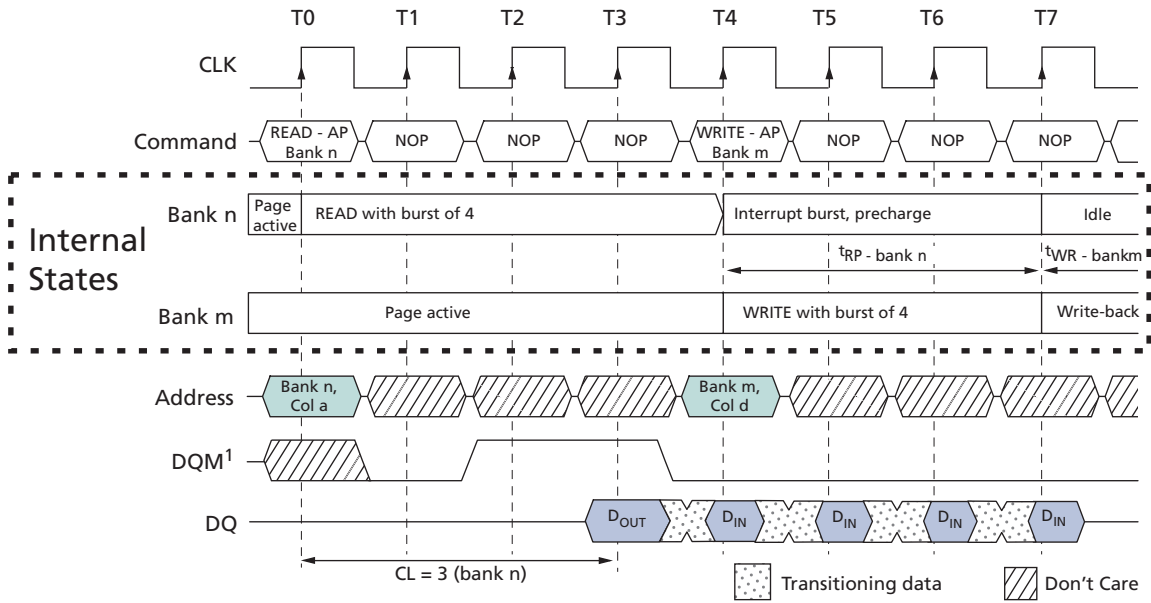 T0 T1 T2 T3 T4 T5 T6 T7
CLK
Command READ - AP NOP NOP NOP WRITE - AP NOP NOP NOP
Bank n Bank m
Internal
States
Bank n Page READ with burst of 4 Interrupt burst, precharge Idle
active
tRP - bank n tWR - bankm
Bank m Page active WRITE with burst of 4 Write-back
Address Bank n, Bank m,
Col a Col d
DQM1
DQ DOUT DIN DIN DIN DIN
CL = 3 (bank n)
Transitioning data Don't Care